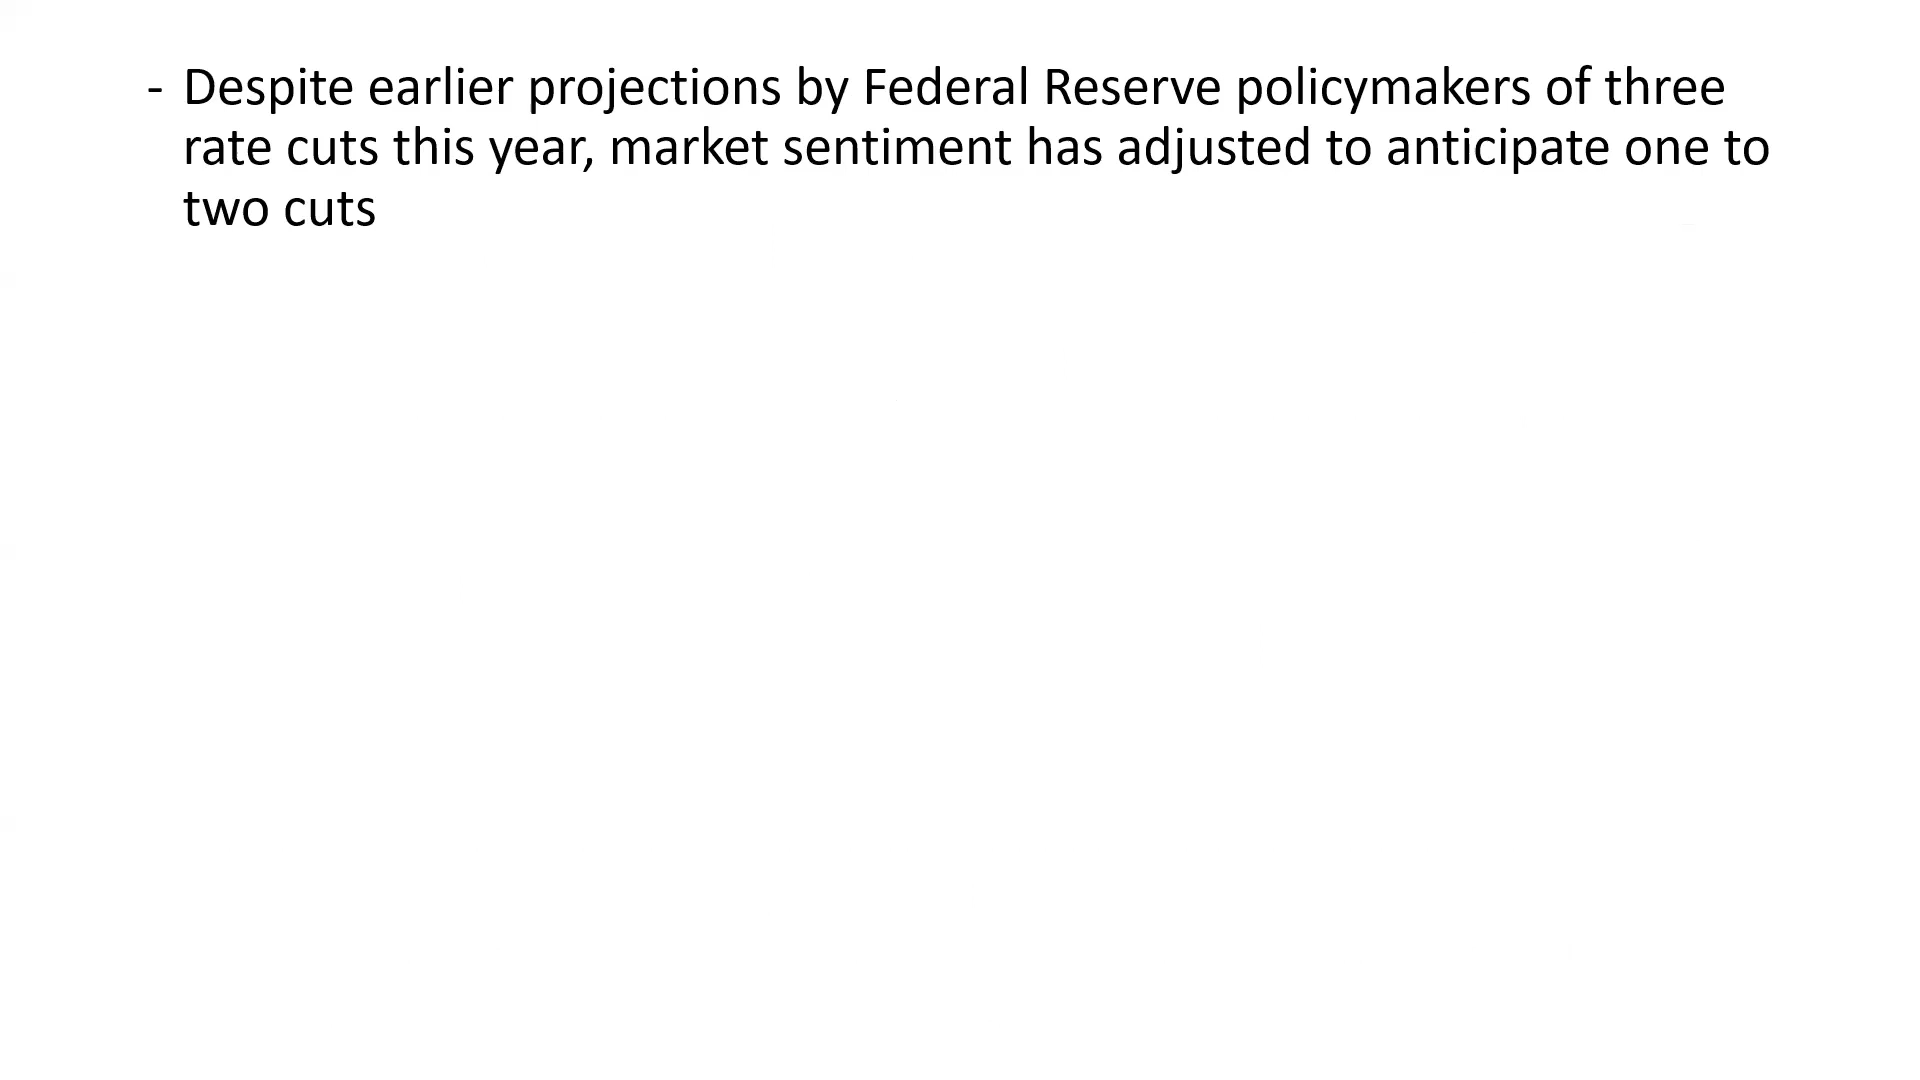 - Despite earlier projections by Federal Reserve policymakers of three
rate cuts this year, market sentiment has adjusted to anticipate one to
two cuts